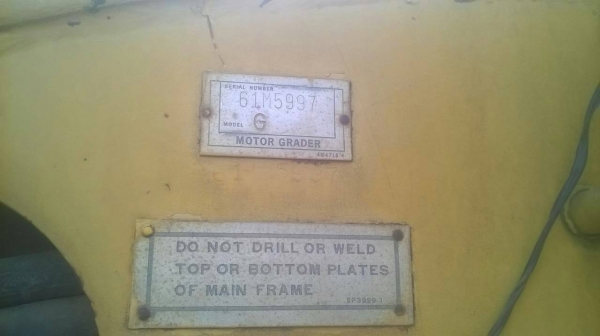 SERIAL NUMBER
61M5997
MODEL G
MOTOR GRADER
DO NOT DRILL OR WELD
TOP OR BOTTOM PLATES
OF MAIN FRAME